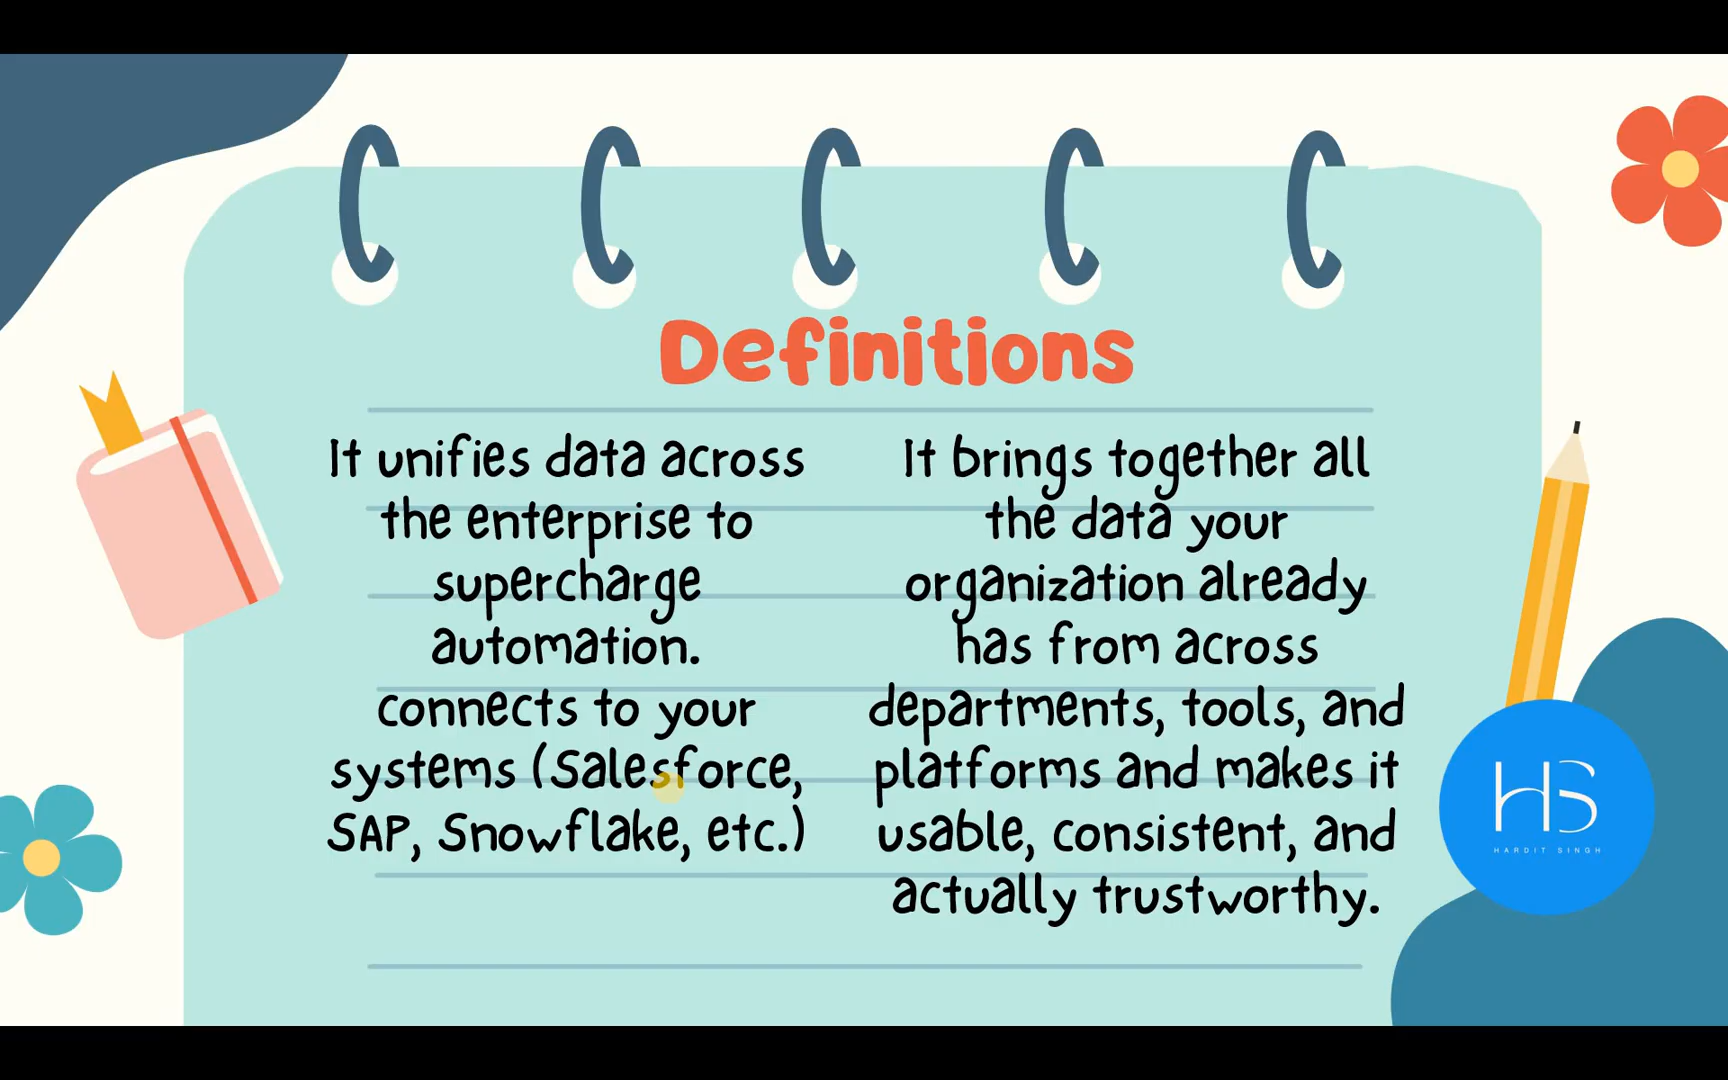 Definitions
It unifies data across
the enterprise to
supercharge
automation.
connects to your
systems (Salesforce,
SAP, Snowflake, etc.)
It brings together all
the data your
organization already
has from across
departments, tools, and
platforms and makes it
usable, consistent, and
actually trustworthy.
HS
HARDIT SINGH